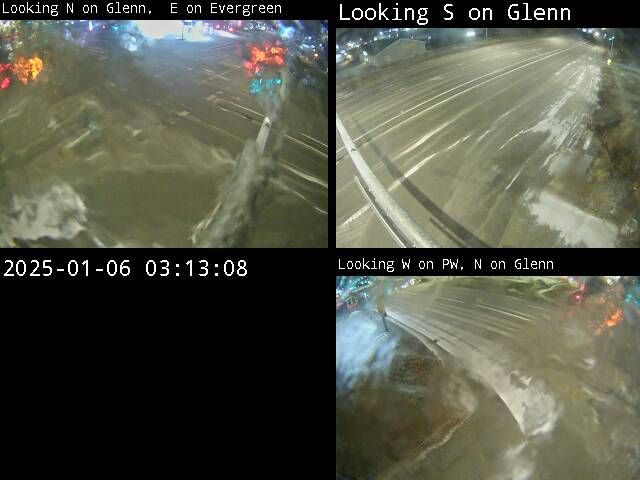 Looking N on Glenn, E on Evergreen
Looking S on Glenn
2025-01-06 03:13:08
Looking W on PW, N on Glenn